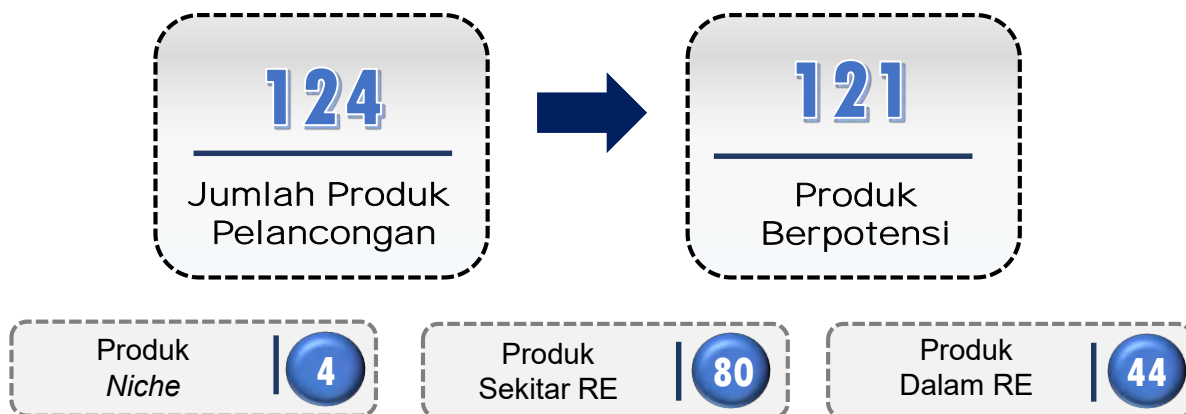 124
Jumlah Produk
Pelancongan
121
Produk
Berpotensi
Produk
Niche
4
Produk
Sekitar RE
80
Produk
Dalam RE
44